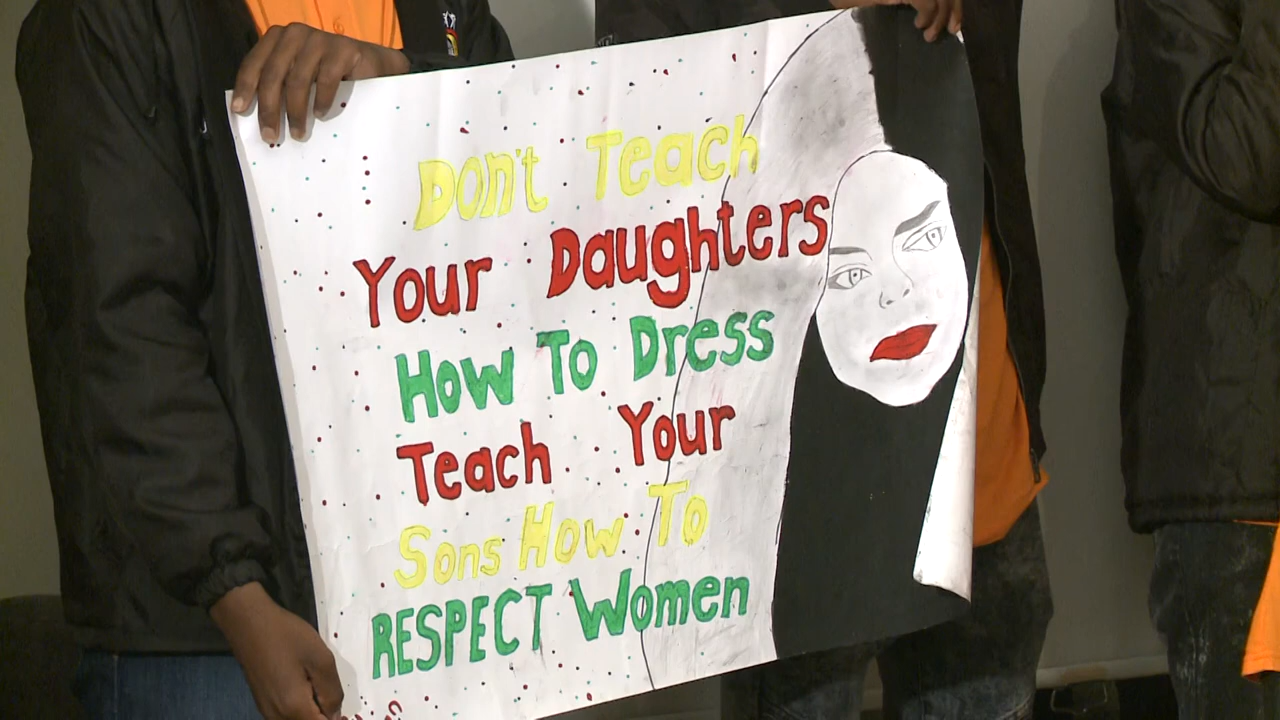 Don't Teach
Your Daughters
How To Dress
Teach Your
Sons How To
RESPECT Women